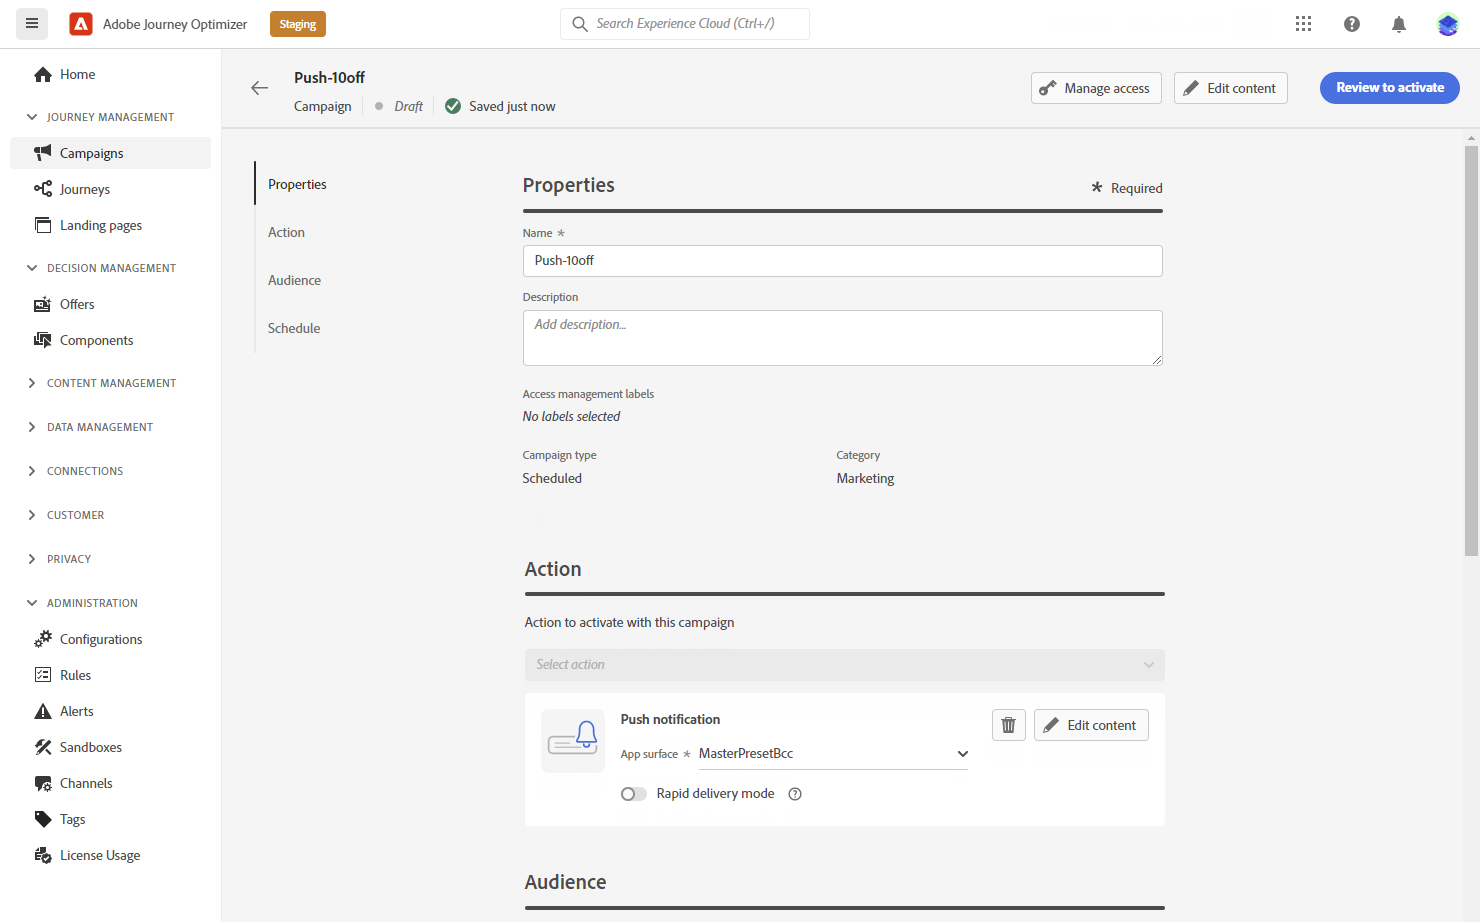 Adobe Journey Optimizer
Staging
Search Experience Cloud (Ctrl+/)
Home
JOURNEY MANAGEMENT
Campaigns
Journeys
Landing pages
DECISION MANAGEMENT
Offers
Components
CONTENT MANAGEMENT
DATA MANAGEMENT
CONNECTIONS
CUSTOMER
PRIVACY
ADMINISTRATION
Configurations
Rules
Alerts
Sandboxes
Channels
Tags
License Usage
Push-10off
Campaign
Draft
Saved just now
Manage access
Edit content
Review to activate
Properties
Action
Audience
Schedule
Properties
* Required
Name *
Push-10off
Description
Add description...
Access management labels
No labels selected
Campaign type
Category
Scheduled
Marketing
Action
Action to activate with this campaign
Select action
Push notification
Edit content
App surface * MasterPresetBcc
Rapid delivery mode
Audience